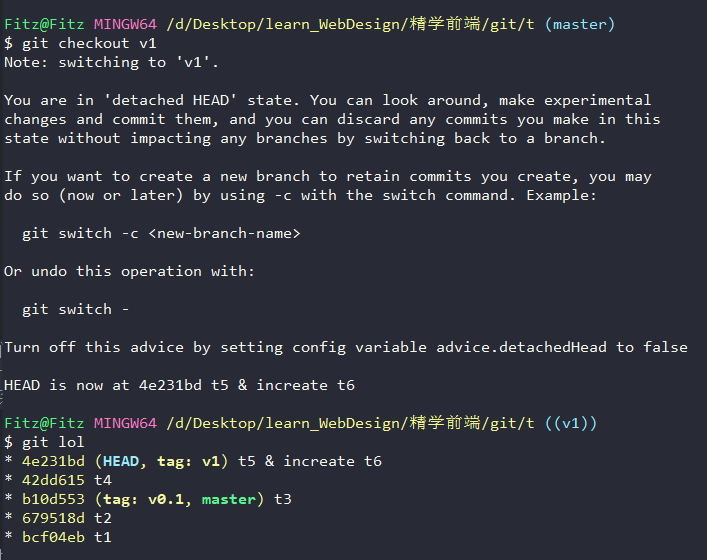 Fitz@Fitz MINGW64 /d/Desktop/learn_WebDesign/精学前端/git/t (master)
$ git checkout v1
Note: switching to 'v1'.
You are in 'detached HEAD' state. You can look around, make experimental
changes and commit them, and you can discard any commits you make in this
state without impacting any branches by switching back to a branch.
If you want to create a new branch to retain commits you create, you may
do so (now or later) by using -c with the switch command. Example:
git switch -c <new-branch-name>
Or undo this operation with:
git switch -
Turn off this advice by setting config variable advice.detachedHead to false
HEAD is now at 4e231bd t5 & increate t6
Fitz@Fitz MINGW64 /d/Desktop/learn_WebDesign/精学前端/git/t ((v1))
$ git lol
* 4e231bd (HEAD, tag: v1) t5 & increate t6
* 42dd615 t4
* b10d553 (tag: v0.1, master) t3
* 679518d t2
* bcf04eb t1